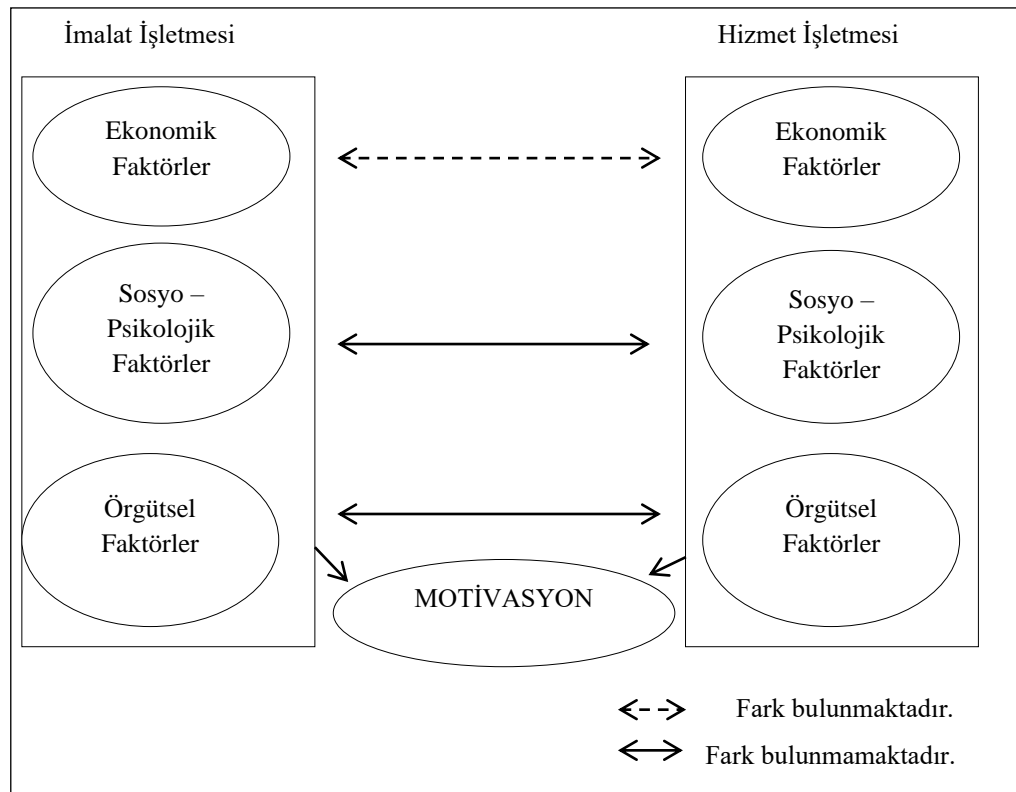 İmalat İşletmesi
Hizmet İşletmesi
Ekonomik
Faktörler
Ekonomik
Faktörler
Sosyo –
Psikolojik
Faktörler
Sosyo –
Psikolojik
Faktörler
Örgütsel
Faktörler
Örgütsel
Faktörler
MOTİVASYON
Fark bulunmaktadır.
Fark bulunmamaktadır.